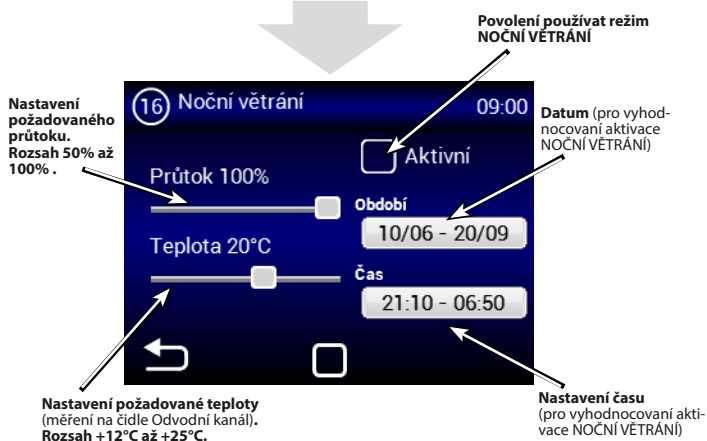 Povolení používat režim
NOČNÍ VĚTRÁNÍ
Nastavení
požadovaného
průtoku.
Rozsah 50% až
100% .
16 Noční větrání 09:00
Datum (pro vyhod-
nocovaní aktivace
NOČNÍ VĚTRÁNÍ)
Aktivní
Průtok 100%
Období
10/06 - 20/09
Teplota 20°C
Čas
21:10 - 06:50
Nastavení požadované teploty
(měření na čidle Odvodní kanál).
Rozsah +12°C až +25°C.
Nastavení času
(pro vyhodnocovaní akti-
vace NOČNÍ VĚTRÁNÍ)